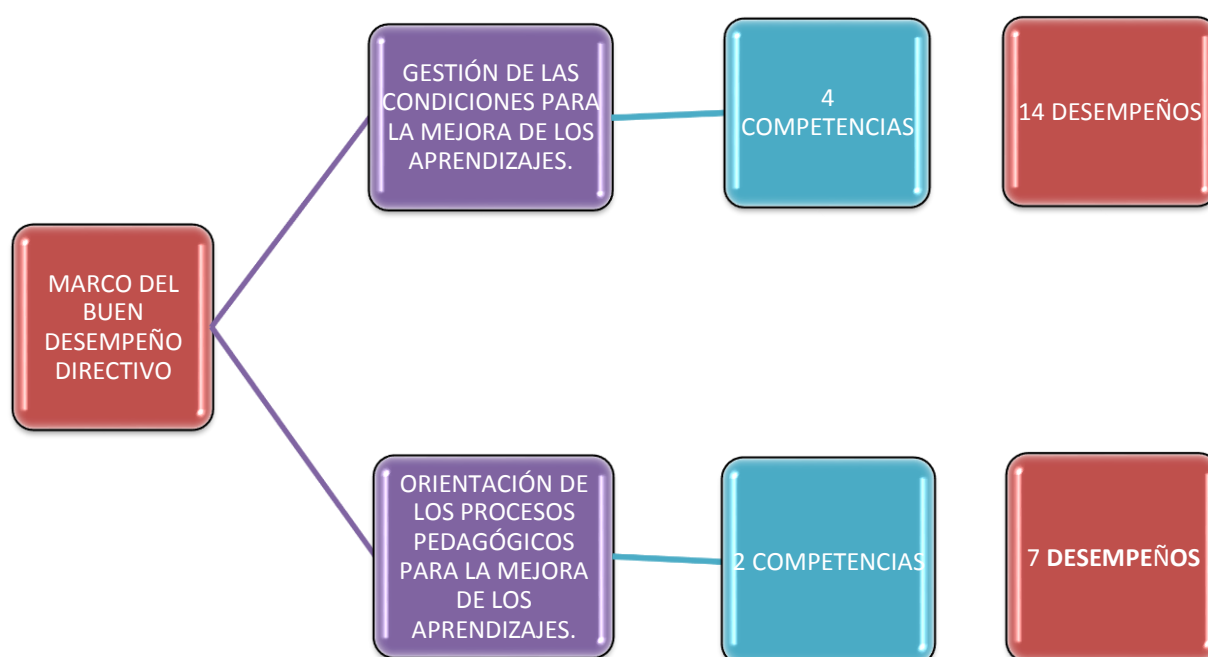 MARCO DEL
BUEN
DESEMPEÑO
DIRECTIVO
GESTIÓN DE LAS
CONDICIONES PARA
LA MEJORA DE LOS
APRENDIZAJES.
4
COMPETENCIAS
14 DESEMPEÑOS
ORIENTACIÓN DE
LOS PROCESOS
PEDAGÓGICOS
PARA LA MEJORA
DE LOS
APRENDIZAJES.
2 COMPETENCIAS
7 DESEMPEÑOS